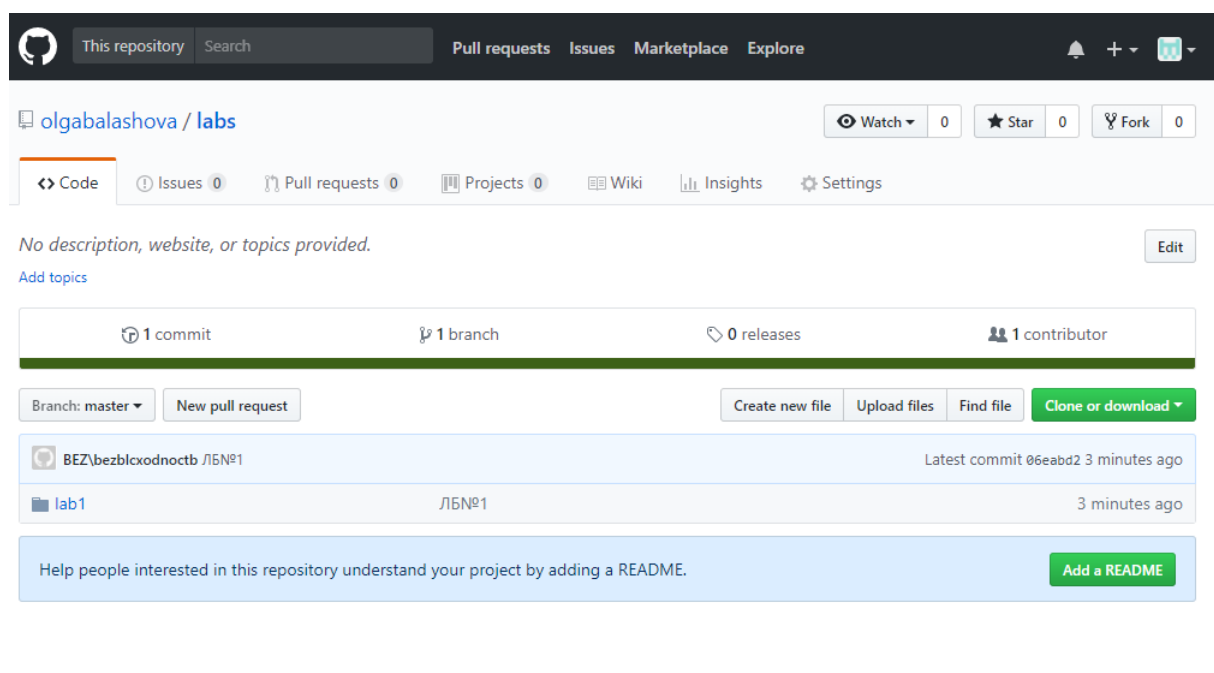 This repository Search Pull requests Issues Marketplace Explore
olgabalashova / labs Watch 0 Star 0 Fork 0
Code Issues 0 Pull requests 0 Projects 0 Wiki Insights Settings
No description, website, or topics provided. Edit
Add topics
1 commit 1 branch 0 releases 1 contributor
Branch: master New pull request Create new file Upload files Find file Clone or download
BEZ\bezblcxodnoctb ЛБ№1 Latest commit 06eabd2 3 minutes ago
lab1 ЛБ№1 3 minutes ago
Help people interested in this repository understand your project by adding a README. Add a README